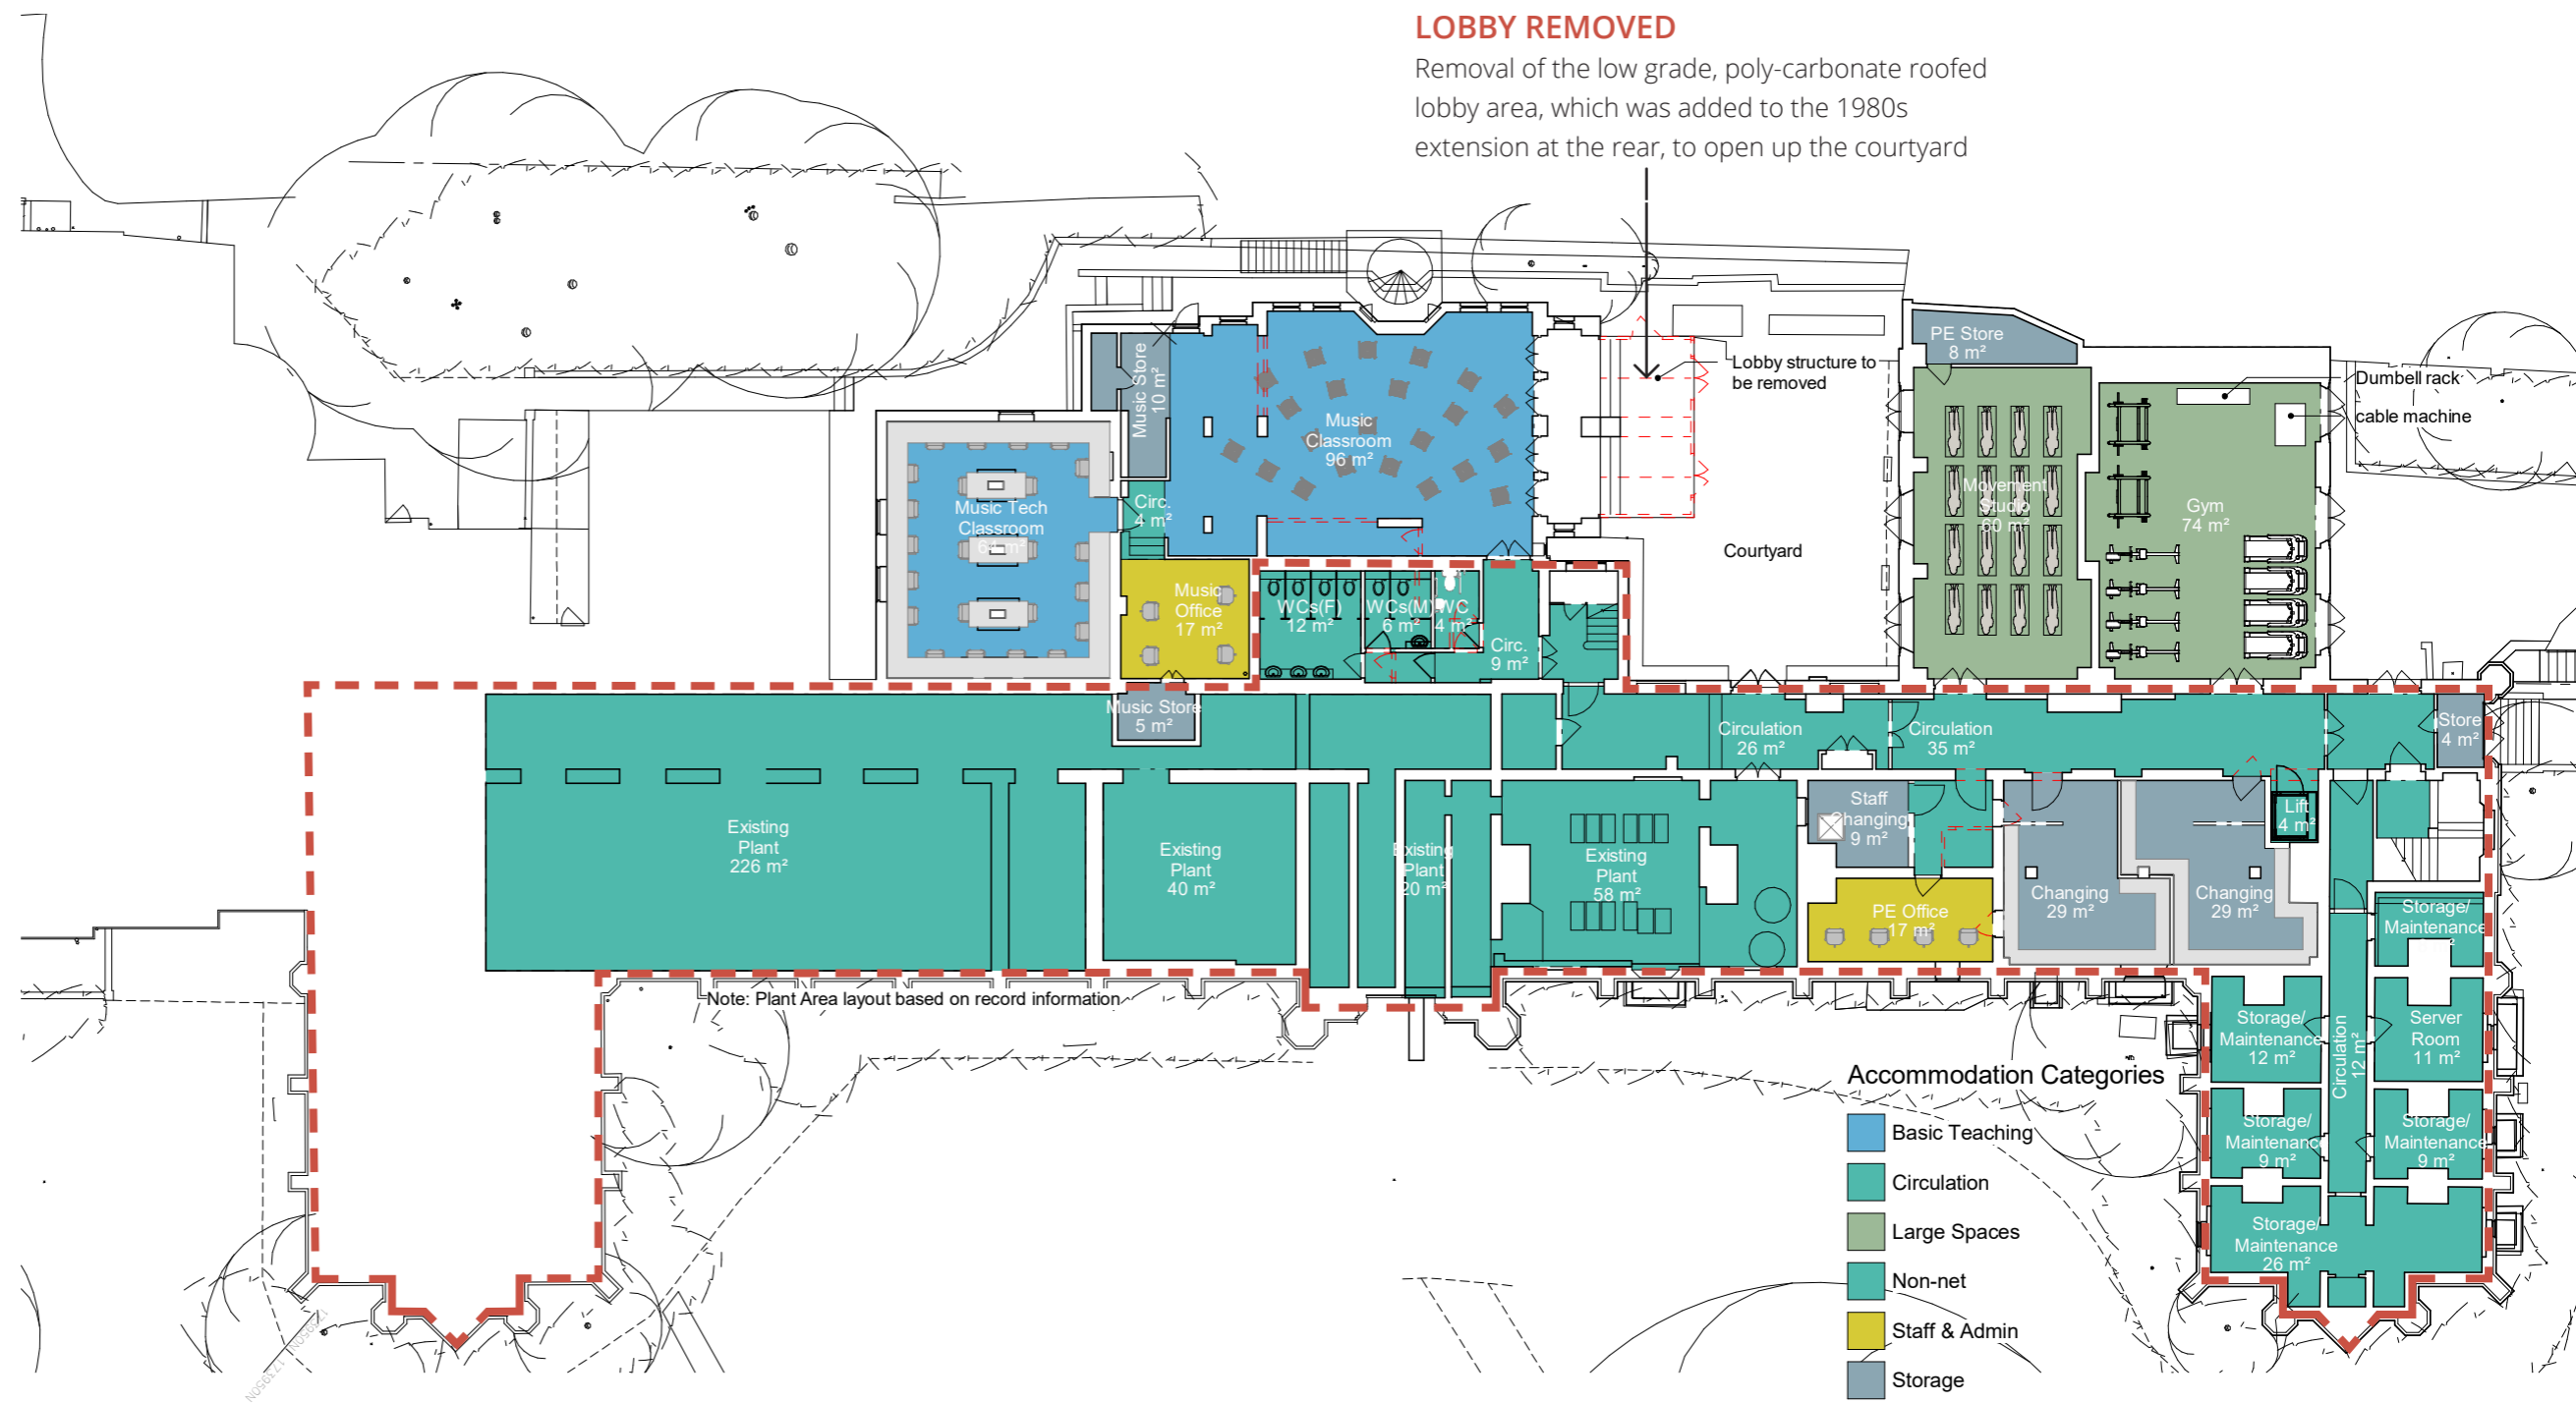 LOBBY REMOVED
Removal of the low grade, poly-carbonate roofed
lobby area, which was added to the 1980s
extension at the rear, to open up the courtyard
PE Store
8 m²
Lobby structure to
be removed
Dumbell rack
cable machine
Music Store
10 m²
Music
Classroom
96 m²
Music Tech
Classroom
Circ.
4 m²
Movement
Studio
60 m²
Gym
74 m²
Courtyard
Music
Office
17 m²
WCs(F)
12 m²
WCs(M)
6 m²
WC
4 m²
Circ.
9 m²
Music Store
5 m²
Circulation
26 m²
Circulation
35 m²
Store
4 m²
Existing
Plant
226 m²
Existing
Plant
40 m²
Existing
Plant
20 m²
Existing
Plant
58 m²
Staff
Changing
9 m²
Lift
4 m²
PE Office
17 m²
Changing
29 m²
Changing
29 m²
Storage/
Maintenance
Note: Plant Area layout based on record information
Storage/
Maintenance
12 m²
Circulation
12 m²
Server
Room
11 m²
Storage/
Maintenance
9 m²
Storage/
Maintenance
9 m²
Storage/
Maintenance
26 m²
Accommodation Categories
Basic Teaching
Circulation
Large Spaces
Non-net
Staff & Admin
Storage
173950N
173950N